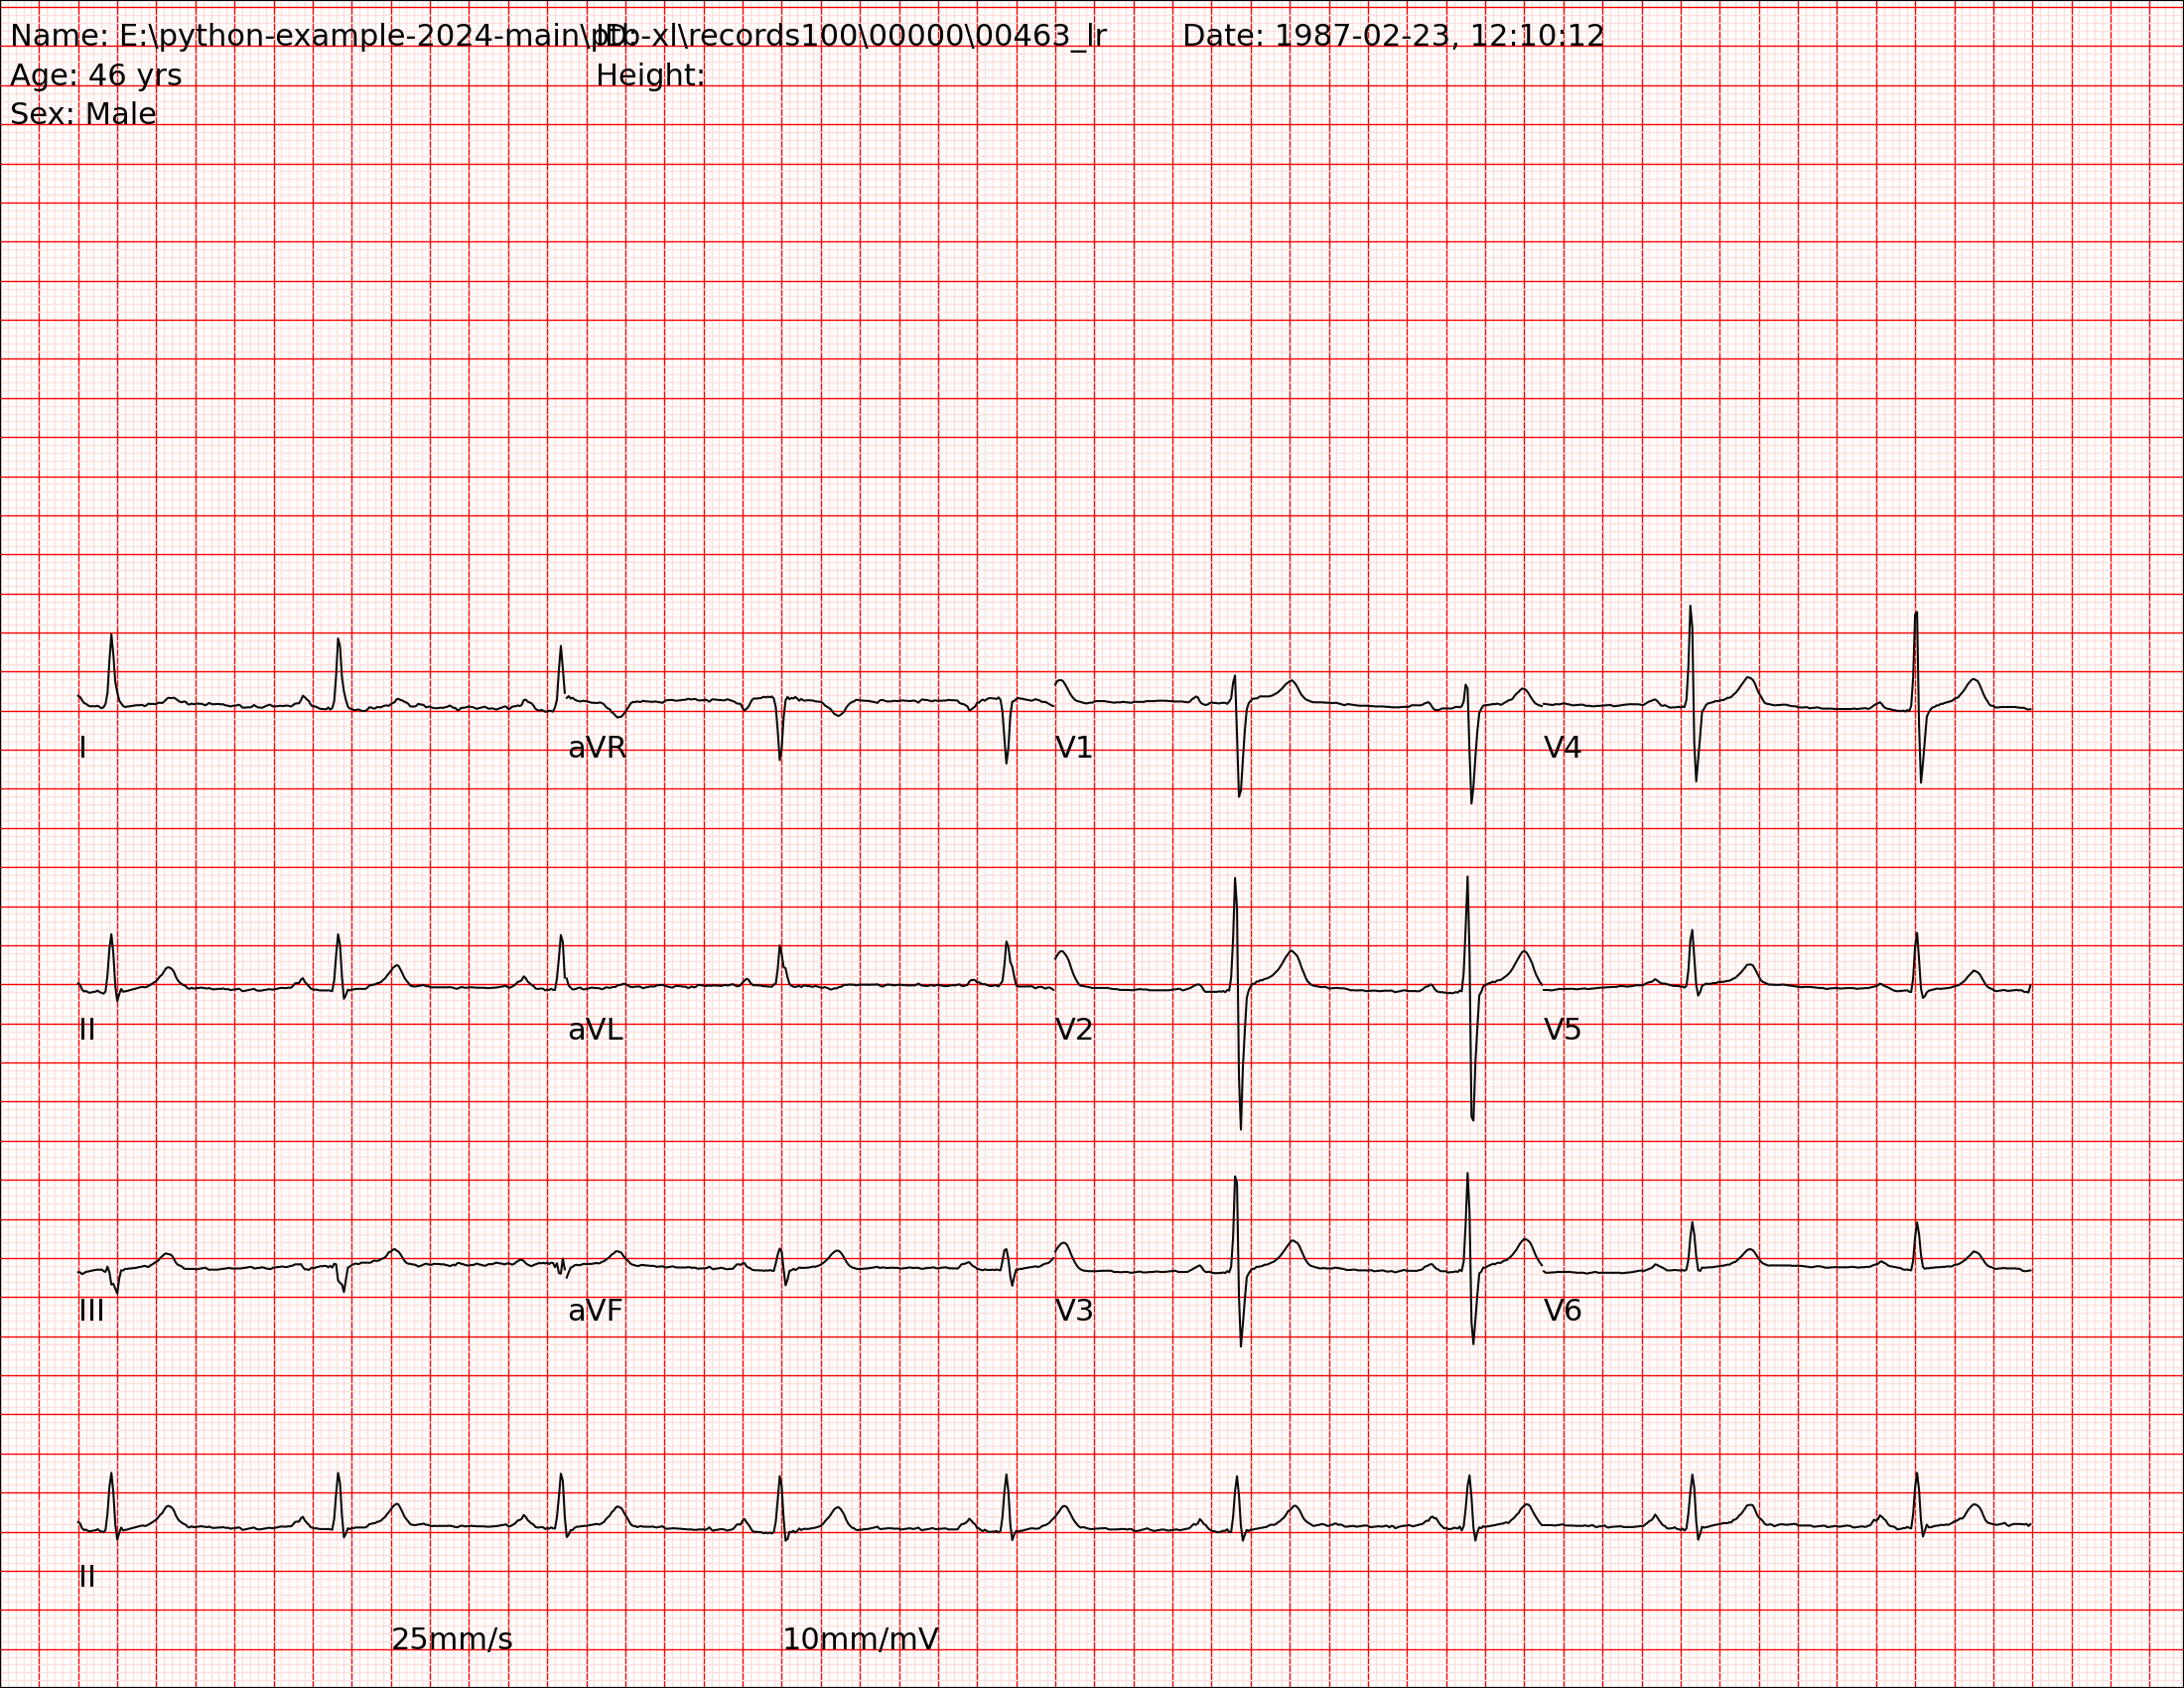 Name: E:\python-example-2024-main\ptb-xl\records100\00000\00463_lr ID: Date: 1987-02-23, 12:10:12
Age: 46 yrs Height:
Sex: Male
I aVR V1 V4
II aVL V2 V5
III aVF V3 V6
II
25mm/s 10mm/mV